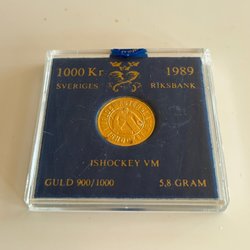 1000 Kr 1989
SVERIGES RIKSBANK
ISHOCKEY VM
GULD 900/1000 5,8 GRAM